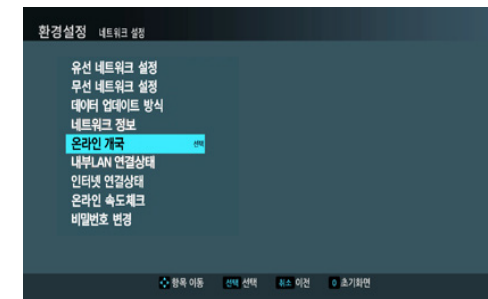 환경설정 네트워크 설정
유선 네트워크 설정
무선 네트워크 설정
데이터 업데이트 방식
네트워크 정보
온라인 개국 선택
내부LAN 연결상태
인터넷 연결상태
온라인 속도체크
비밀번호 변경
항목 이동 선택 선택 취소 이전 0 초기화면